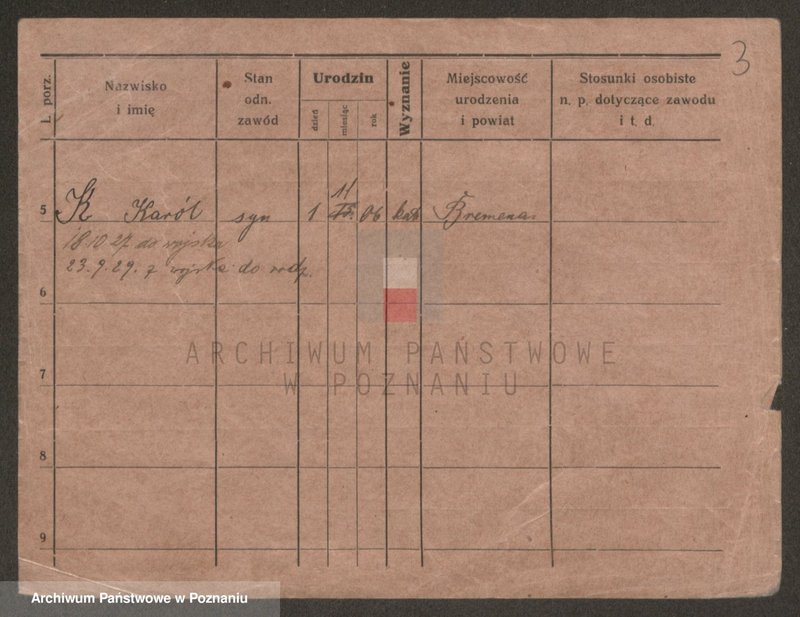 3
L. porz.
Nazwisko
i imię
Stan
odn.
zawód
Urodzin
dzień
miesiąc
rok
Wyznanie
Miejscowość
urodzenia
i powiat
Stosunki osobiste
n. p. dotyczące zawodu
i t. d.
11
5 K Karól syn 1 06 kat Bremena
18.10.27. do wojska
23.9.29. z wojska do rodz.
6
ARCHIWUM PAŃSTWOWE
7
W POZNANIU
8
9
Archiwum Państwowe w Poznaniu